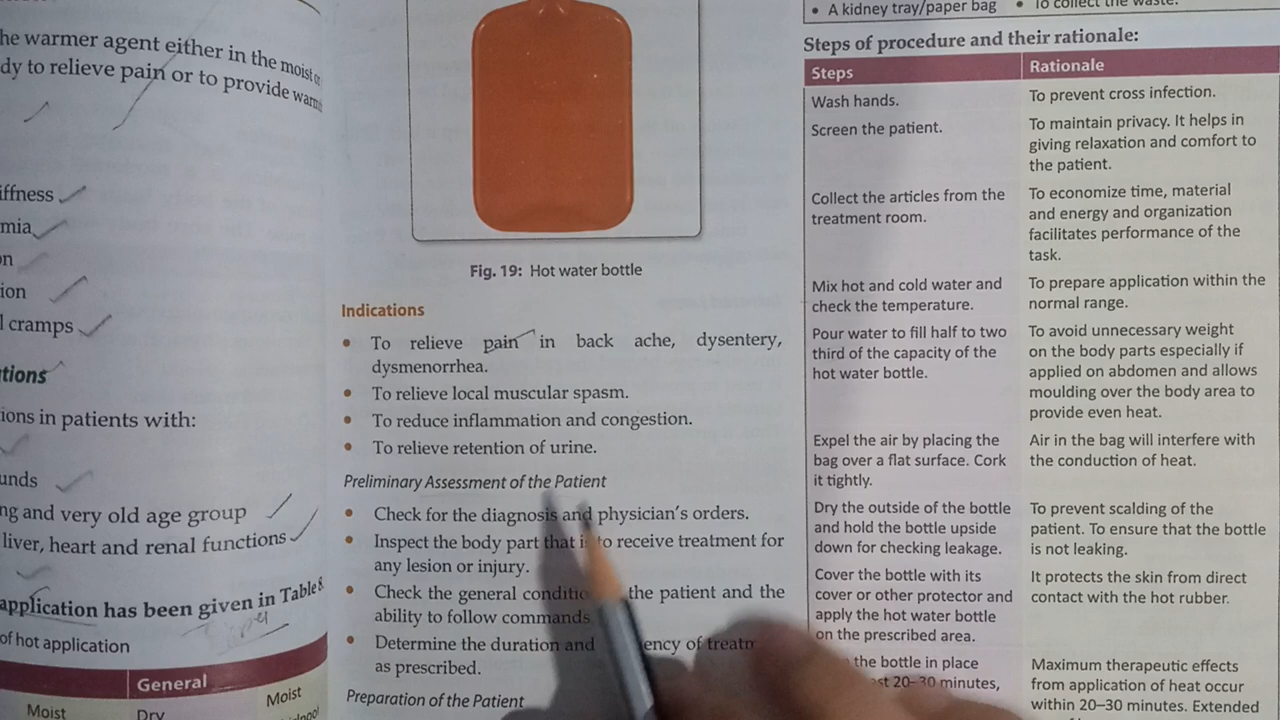 he warmer agent either in the moist or
dy to relieve pain or to provide warm
iffness
mia
on
ion
l cramps
tions
ions in patients with:
unds
ng and very old age group
liver, heart and renal functions
application has been given in Table 8.
of hot application
General
Moist
Dry
Moist
Fig. 19: Hot water bottle
Indications
• To relieve pain in back ache, dysentery,
dysmenorrhea.
• To relieve local muscular spasm.
• To reduce inflammation and congestion.
• To relieve retention of urine.
Preliminary Assessment of the Patient
• Check for the diagnosis and physician's orders.
• Inspect the body part that is to receive treatment for
any lesion or injury.
• Check the general conditio the patient and the
ability to follow commands
• Determine the duration and ency of treatm
as prescribed.
Preparation of the Patient
• A kidney tray/paper bag • To collect the waste.
Steps of procedure and their rationale:
Steps Rationale
Wash hands. To prevent cross infection.
Screen the patient. To maintain privacy. It helps in
giving relaxation and comfort to
the patient.
Collect the articles from the
treatment room.
To economize time, material
and energy and organization
facilitates performance of the
task.
Mix hot and cold water and
check the temperature.
To prepare application within the
normal range.
Pour water to fill half to two
third of the capacity of the
hot water bottle.
To avoid unnecessary weight
on the body parts especially if
applied on abdomen and allows
moulding over the body area to
provide even heat.
Expel the air by placing the
bag over a flat surface. Cork
it tightly.
Air in the bag will interfere with
the conduction of heat.
Dry the outside of the bottle
and hold the bottle upside
down for checking leakage.
To prevent scalding of the
patient. To ensure that the bottle
is not leaking.
Cover the bottle with its
cover or other protector and
apply the hot water bottle
on the prescribed area.
It protects the skin from direct
contact with the hot rubber.
the bottle in place
st 20–30 minutes,
Maximum therapeutic effects
from application of heat occur
within 20–30 minutes. Extended